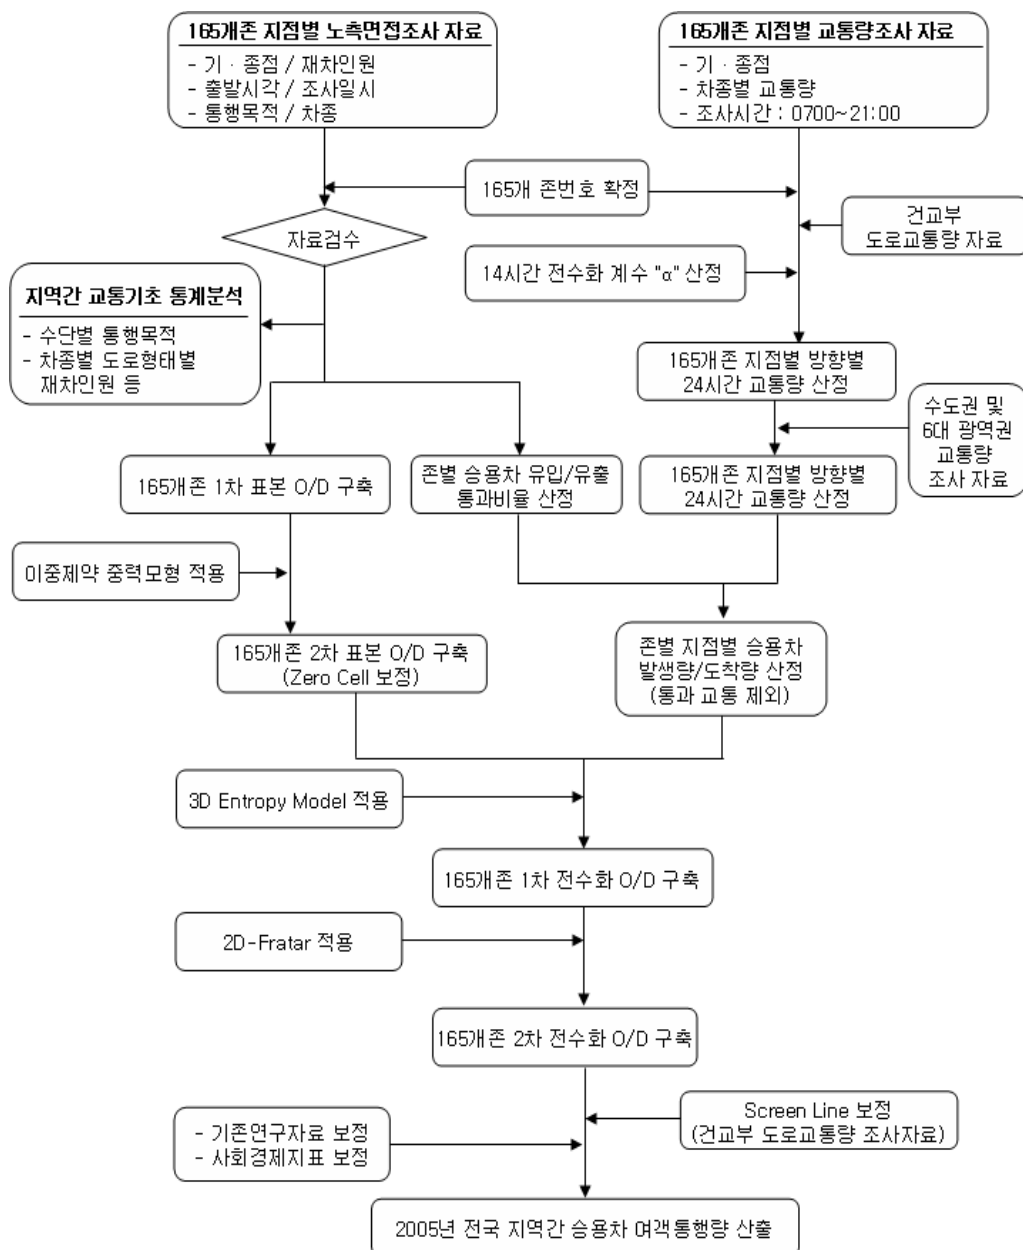 165개존 지점별 노측면접조사 자료
- 기 · 종점 / 재차인원
- 출발시각 / 조사일시
- 통행목적 / 차종
165개존 지점별 교통량조사 자료
- 기 · 종점
- 차종별 교통량
- 조사시간 : 0700~21:00
165개 존번호 확정
자료검수
건교부
도로교통량 자료
14시간 전수화 계수 "α" 산정
지역간 교통기초 통계분석
- 수단별 통행목적
- 차종별 도로형태별
재차인원 등
165개존 지점별 방향별
24시간 교통량 산정
수도권 및
6대 광역권
교통량
조사 자료
165개존 1차 표본 O/D 구축
존별 승용차 유입/유출
통과비율 산정
165개존 지점별 방향별
24시간 교통량 산정
이중제약 중력모형 적용
165개존 2차 표본 O/D 구축
(Zero Cell 보정)
존별 지점별 승용차
발생량/도착량 산정
(통과 교통 제외)
3D Entropy Model 적용
165개존 1차 전수화 O/D 구축
2D-Fratar 적용
165개존 2차 전수화 O/D 구축
Screen Line 보정
(건교부 도로교통량 조사자료)
- 기존연구자료 보정
- 사회경제지표 보정
2005년 전국 지역간 승용차 여객통행량 산출